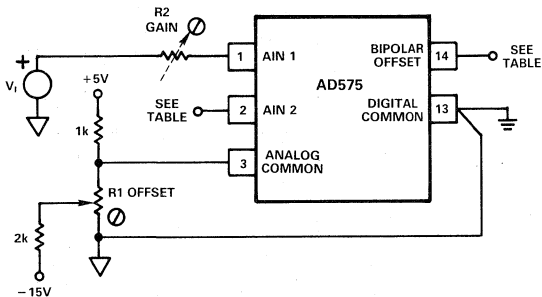 R2
GAIN
+
V₁
+5V
1k
SEE
TABLE
1
AIN 1
2
AIN 2
3
ANALOG
COMMON
AD575
BIPOLAR
OFFSET
14
SEE
TABLE
DIGITAL
COMMON
13
R1 OFFSET
2k
−15V